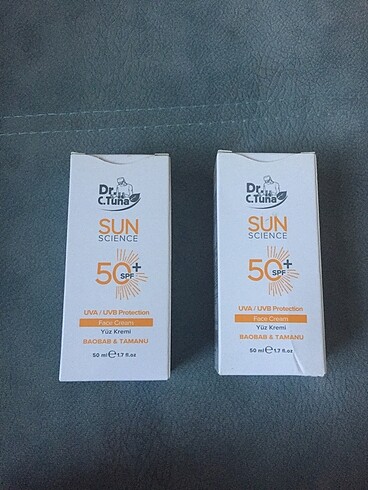 Dr.
C.Tuna
SUN
SCIENCE
50+
SPF
UVA / UVB Protection
Face Cream
Yüz Kremi
BAOBAB & TAMANU
50 ml ℮ 1.7 fl.oz
Dr.
C.Tuna
SUN
SCIENCE
50+
SPF
UVA / UVB Protection
Face Cream
Yüz Kremi
BAOBAB & TAMANU
50 ml ℮ 1.7 fl.oz